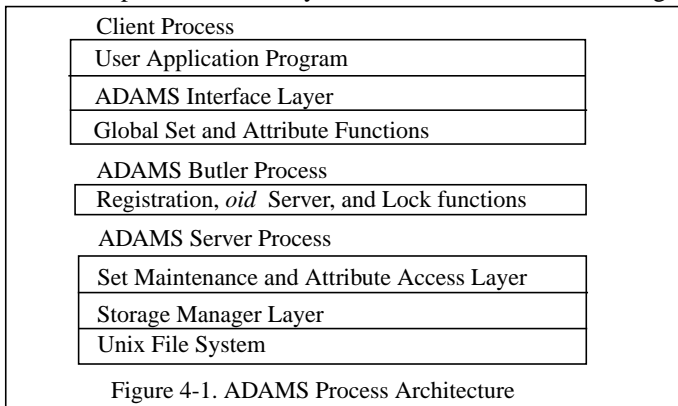 Client Process
User Application Program
ADAMS Interface Layer
Global Set and Attribute Functions
ADAMS Butler Process
Registration, oid Server, and Lock functions
ADAMS Server Process
Set Maintenance and Attribute Access Layer
Storage Manager Layer
Unix File System
Figure 4-1. ADAMS Process Architecture